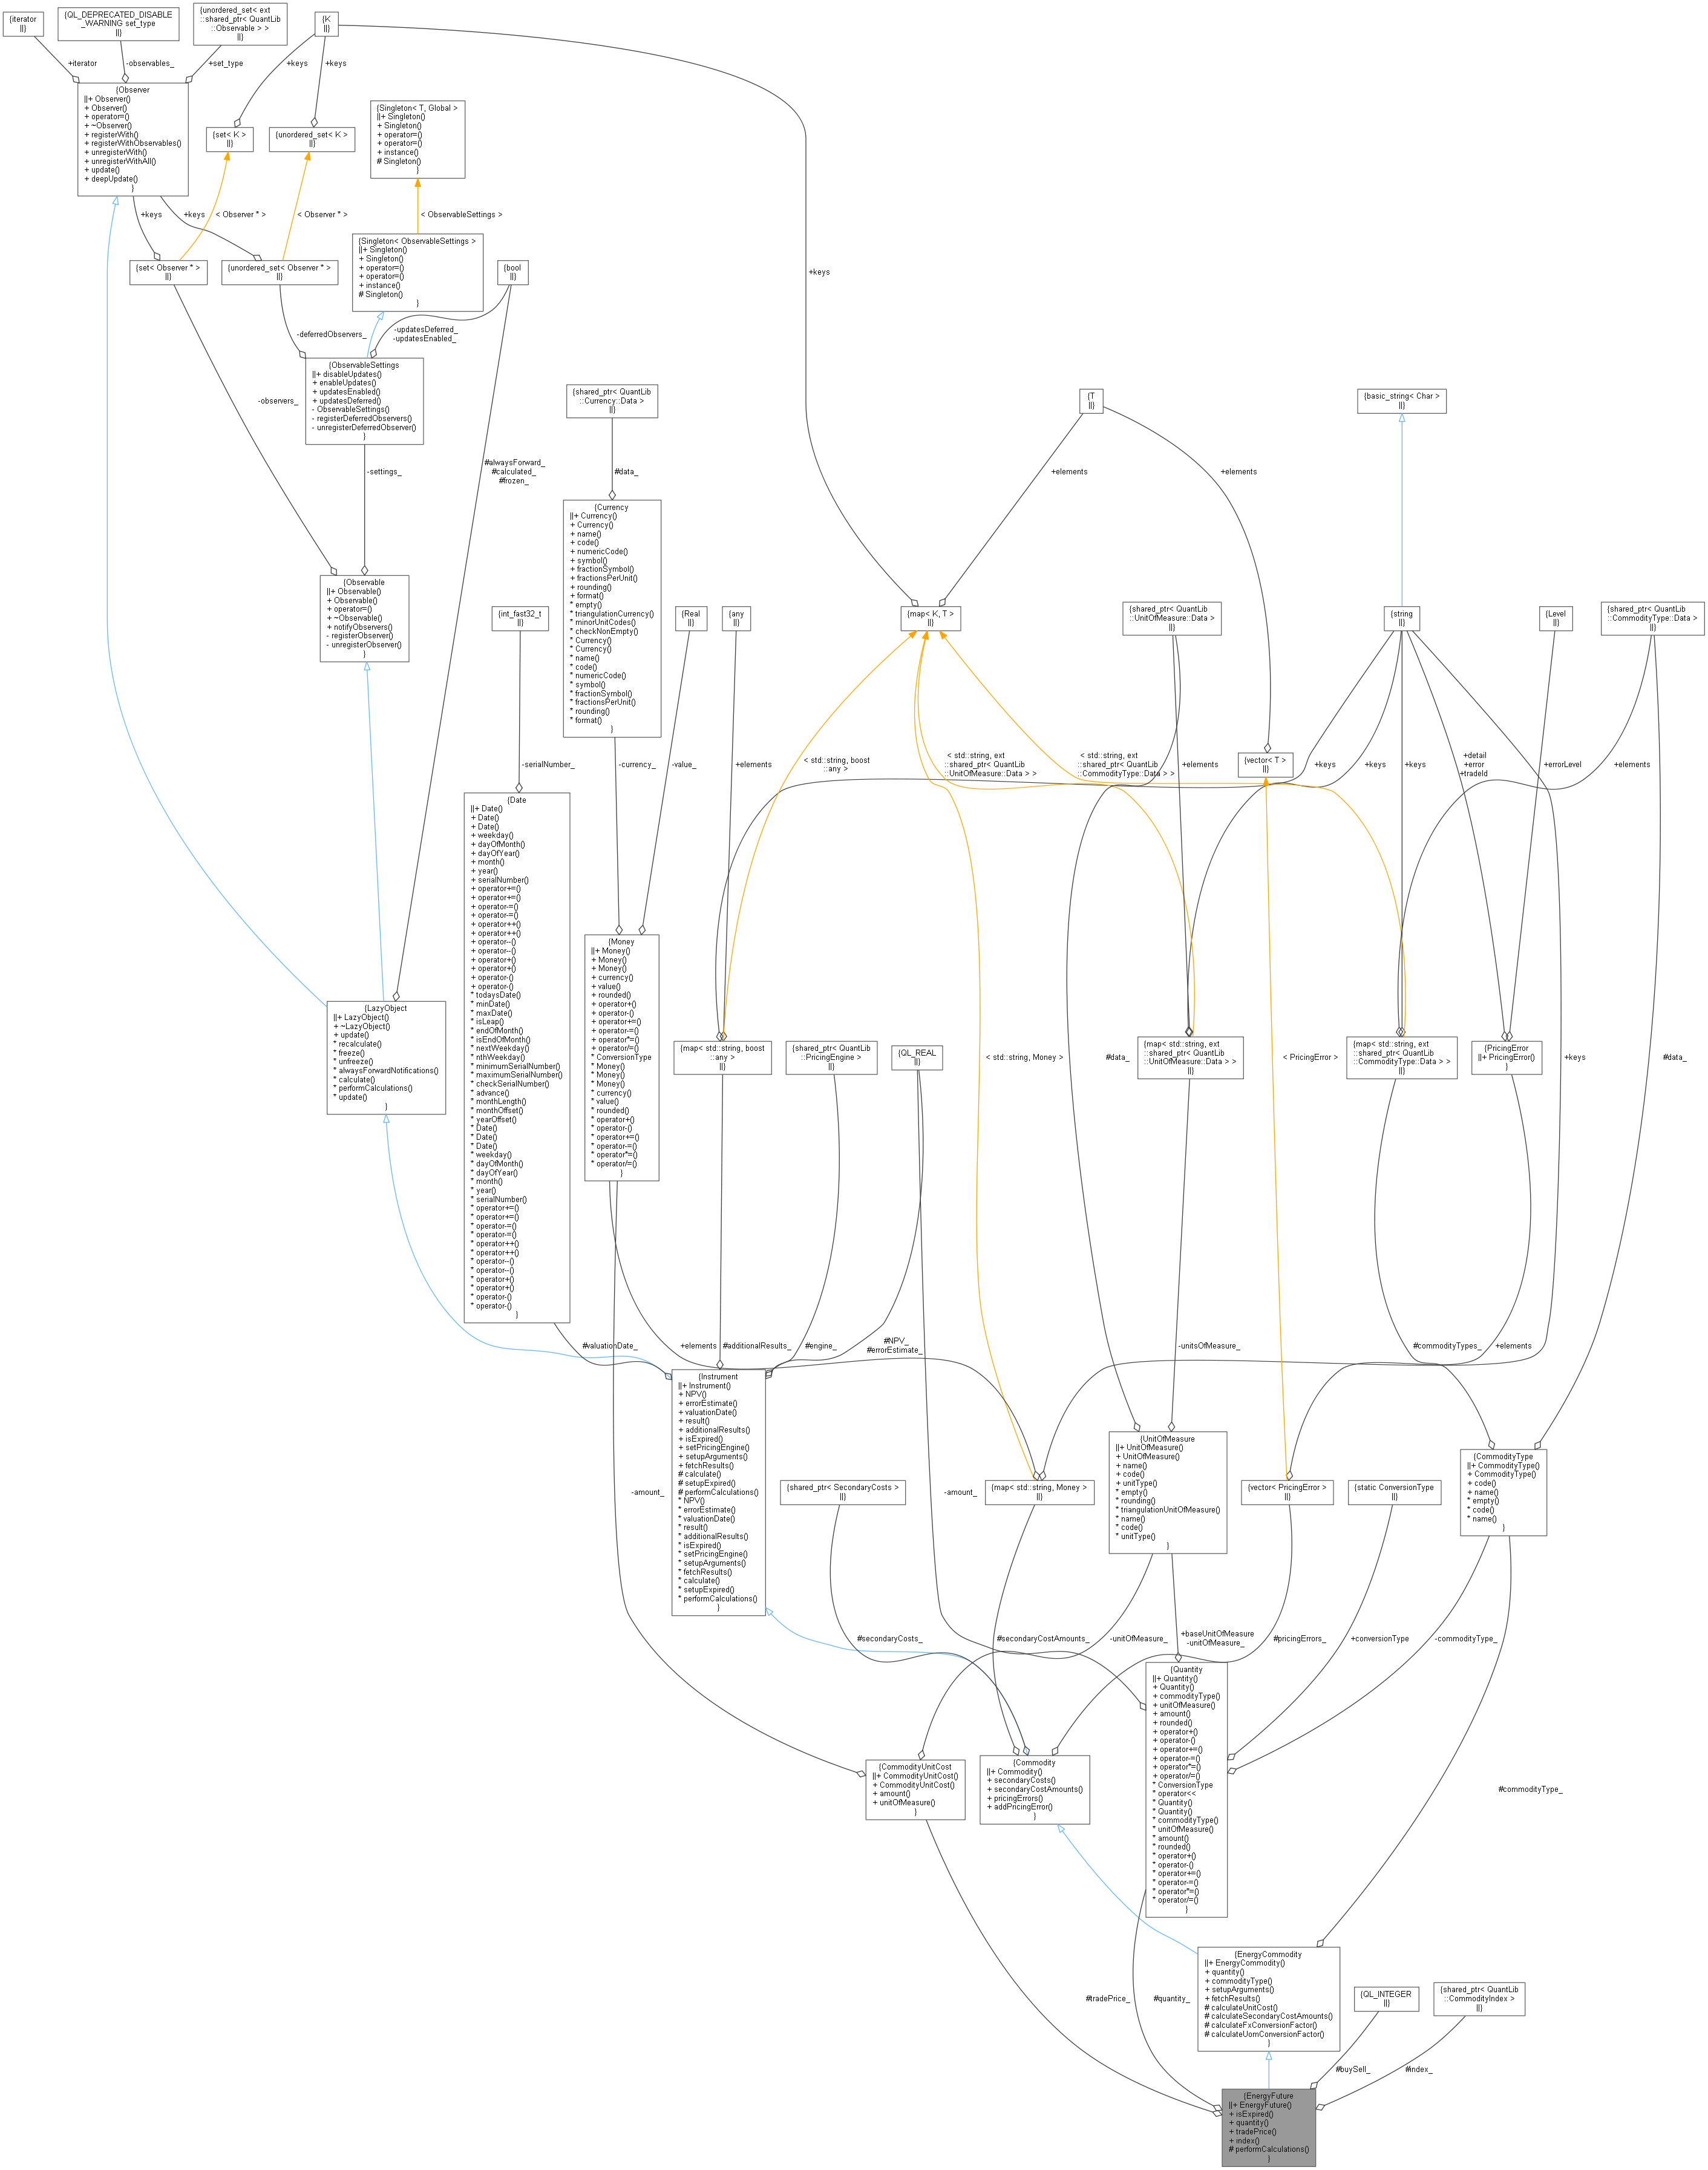 {iterator
||}
{QL_DEPRECATED_DISABLE
_WARNING set_type
||}
{unordered_set< ext
::shared_ptr< QuantLib
::Observable > >
||}
{K
||}
+iterator
-observables_
+set_type
+keys
+keys
{Observer
||+ Observer()
+ Observer()
+ operator=()
+ ~Observer()
+ registerWith()
+ registerWithObservables()
+ unregisterWith()
+ unregisterWithAll()
+ update()
+ deepUpdate()
}
{set< K >
||}
{unordered_set< K >
||}
{Singleton< T, Global >
||+ Singleton()
+ Singleton()
+ operator=()
+ operator=()
+ instance()
# Singleton()
}
+keys
+keys
< Observer * >
< Observer * >
< ObservableSettings >
{set< Observer * >
||}
{unordered_set< Observer * >
||}
{Singleton< ObservableSettings >
||+ Singleton()
+ Singleton()
+ operator=()
+ operator=()
+ instance()
# Singleton()
}
{bool
||}
+keys
-deferredObservers_
-updatesDeferred_
-updatesEnabled_
{ObservableSettings
||+ disableUpdates()
+ enableUpdates()
+ updatesEnabled()
+ updatesDeferred()
- ObservableSettings()
- registerDeferredObservers()
- unregisterDeferredObserver()
}
-observers_
{shared_ptr< QuantLib
::Currency::Data >
||}
{T
||}
{basic_string< Char >
||}
-settings_
#alwaysForward_
#calculated_
#frozen_
#data_
+elements
+elements
{Currency
||+ Currency()
+ Currency()
+ name()
+ code()
+ numericCode()
+ symbol()
+ fractionSymbol()
+ fractionsPerUnit()
+ rounding()
+ format()
* empty()
* triangulationCurrency()
* minorUnitCodes()
* checkNonEmpty()
* Currency()
* Currency()
* name()
* code()
* numericCode()
* symbol()
* fractionSymbol()
* fractionsPerUnit()
* rounding()
* format()
}
{Observable
||+ Observable()
+ Observable()
+ operator=()
+ ~Observable()
+ notifyObservers()
- registerObserver()
- unregisterObserver()
}
{int_fast32_t
||}
{Real
||}
{any
||}
{map< K, T >
||}
{shared_ptr< QuantLib
::UnitOfMeasure::Data >
||}
{string
||}
{Level
||}
{shared_ptr< QuantLib
::CommodityType::Data >
||}
-serialNumber_
-currency_
-value_
+elements
< std::string, boost
::any >
< std::string, ext
::shared_ptr< QuantLib
::UnitOfMeasure::Data > >
< std::string, ext
::shared_ptr< QuantLib
::CommodityType::Data > >
+elements
{vector< T >
||}
+keys
+keys
+keys
+detail
+error
+tradeId
+errorLevel
+elements
{Date
||+ Date()
+ Date()
+ Date()
+ weekday()
+ dayOfMonth()
+ dayOfYear()
+ month()
+ year()
+ serialNumber()
+ operator+=()
+ operator+=()
+ operator-=()
+ operator-=()
+ operator++()
+ operator++()
+ operator--()
+ operator--()
+ operator+()
+ operator+()
+ operator-()
+ operator-()
* todaysDate()
* minDate()
* maxDate()
* isLeap()
* endOfMonth()
* isEndOfMonth()
* nextWeekday()
* nthWeekday()
* minimumSerialNumber()
* maximumSerialNumber()
* checkSerialNumber()
* advance()
* monthLength()
* monthOffset()
* yearOffset()
* Date()
* Date()
* Date()
* weekday()
* dayOfMonth()
* dayOfYear()
* month()
* year()
* serialNumber()
* operator+=()
* operator+=()
* operator-=()
* operator-=()
* operator++()
* operator++()
* operator--()
* operator--()
* operator+()
* operator+()
* operator-()
* operator-()
}
{Money
||+ Money()
+ Money()
+ Money()
+ currency()
+ value()
+ rounded()
+ operator+()
+ operator-()
+ operator+=()
+ operator-=()
+ operator*=()
+ operator/=()
* ConversionType
* Money()
* Money()
* Money()
* currency()
* value()
* rounded()
* operator+()
* operator-()
* operator+=()
* operator-=()
* operator*=()
* operator/=()
}
{LazyObject
||+ LazyObject()
+ ~LazyObject()
+ update()
* recalculate()
* freeze()
* unfreeze()
* alwaysForwardNotifications()
* calculate()
* performCalculations()
* update()
}
{map< std::string, boost
::any >
||}
{shared_ptr< QuantLib
::PricingEngine >
||}
{QL_REAL
||}
< std::string, Money >
#data_
{map< std::string, ext
::shared_ptr< QuantLib
::UnitOfMeasure::Data > >
||}
< PricingError >
{map< std::string, ext
::shared_ptr< QuantLib
::CommodityType::Data > >
||}
{PricingError
||+ PricingError()
}
+keys
#data_
#valuationDate_
+elements
#additionalResults_
#engine_
#NPV_
#errorEstimate_
-unitsOfMeasure_
#commodityTypes_
+elements
{Instrument
||+ Instrument()
+ NPV()
+ errorEstimate()
+ valuationDate()
+ result()
+ additionalResults()
+ isExpired()
+ setPricingEngine()
+ setupArguments()
+ fetchResults()
# calculate()
# setupExpired()
# performCalculations()
* NPV()
* errorEstimate()
* valuationDate()
* result()
* additionalResults()
* isExpired()
* setPricingEngine()
* setupArguments()
* fetchResults()
* calculate()
* setupExpired()
* performCalculations()
}
-amount_
{shared_ptr< SecondaryCosts >
||}
-amount_
{map< std::string, Money >
||}
{UnitOfMeasure
||+ UnitOfMeasure()
+ UnitOfMeasure()
+ name()
+ code()
+ unitType()
* empty()
* rounding()
* triangulationUnitOfMeasure()
* name()
* code()
* unitType()
}
{vector< PricingError >
||}
{static ConversionType
||}
{CommodityType
||+ CommodityType()
+ CommodityType()
+ code()
+ name()
* empty()
* code()
* name()
}
#secondaryCosts_
#secondaryCostAmounts_
-unitOfMeasure_
+baseUnitOfMeasure
-unitOfMeasure_
#pricingErrors_
+conversionType
-commodityType_
{Quantity
||+ Quantity()
+ Quantity()
+ commodityType()
+ unitOfMeasure()
+ amount()
+ rounded()
+ operator+()
+ operator-()
+ operator+=()
+ operator-=()
+ operator*=()
+ operator/=()
* ConversionType
* operator<<
* Quantity()
* Quantity()
* commodityType()
* unitOfMeasure()
* amount()
* rounded()
* operator+()
* operator-()
* operator+=()
* operator-=()
* operator*=()
* operator/=()
}
{CommodityUnitCost
||+ CommodityUnitCost()
+ CommodityUnitCost()
+ amount()
+ unitOfMeasure()
}
{Commodity
||+ Commodity()
+ secondaryCosts()
+ secondaryCostAmounts()
+ pricingErrors()
+ addPricingError()
}
#commodityType_
{EnergyCommodity
||+ EnergyCommodity()
+ quantity()
+ commodityType()
+ setupArguments()
+ fetchResults()
# calculateUnitCost()
# calculateSecondaryCostAmounts()
# calculateFxConversionFactor()
# calculateUomConversionFactor()
}
#tradePrice_
#quantity_
{QL_INTEGER
||}
{shared_ptr< QuantLib
::CommodityIndex >
||}
#buySell_
#index_
{EnergyFuture
||+ EnergyFuture()
+ isExpired()
+ quantity()
+ tradePrice()
+ index()
# performCalculations()
}